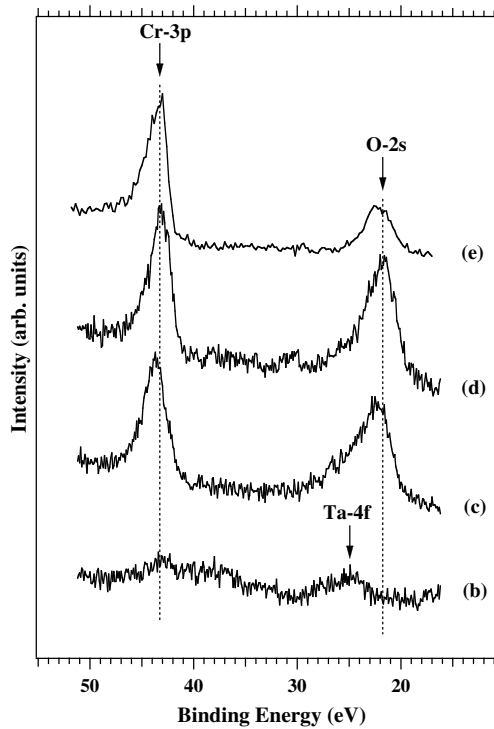 Cr-3p
O-2s
(e)
(d)
(c)
Ta-4f
(b)
Intensity (arb. units)
50 40 30 20
Binding Energy (eV)